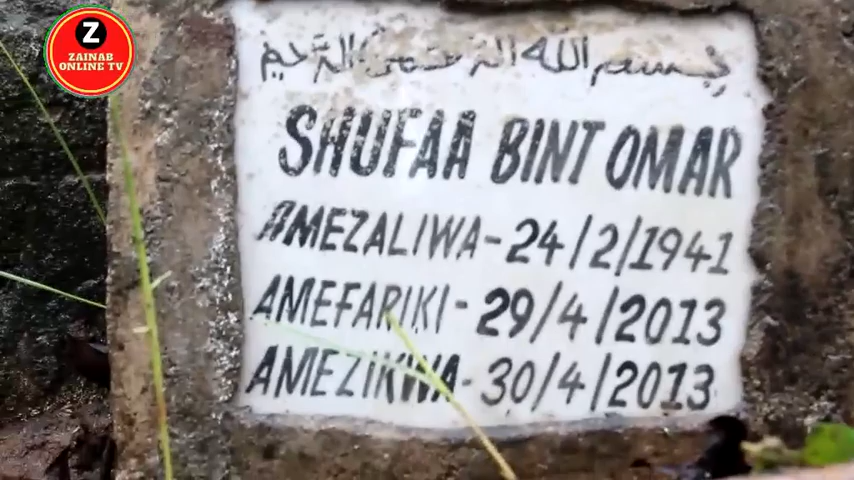 Z
ZAINAB
ONLINE TV
بسم الله الرحمن الرحيم
SHUFAA BINT OMAR
AMEZALIWA - 24/2/1941
AMEFARIKI - 29/4/2013
AMEZIKWA - 30/4/2013